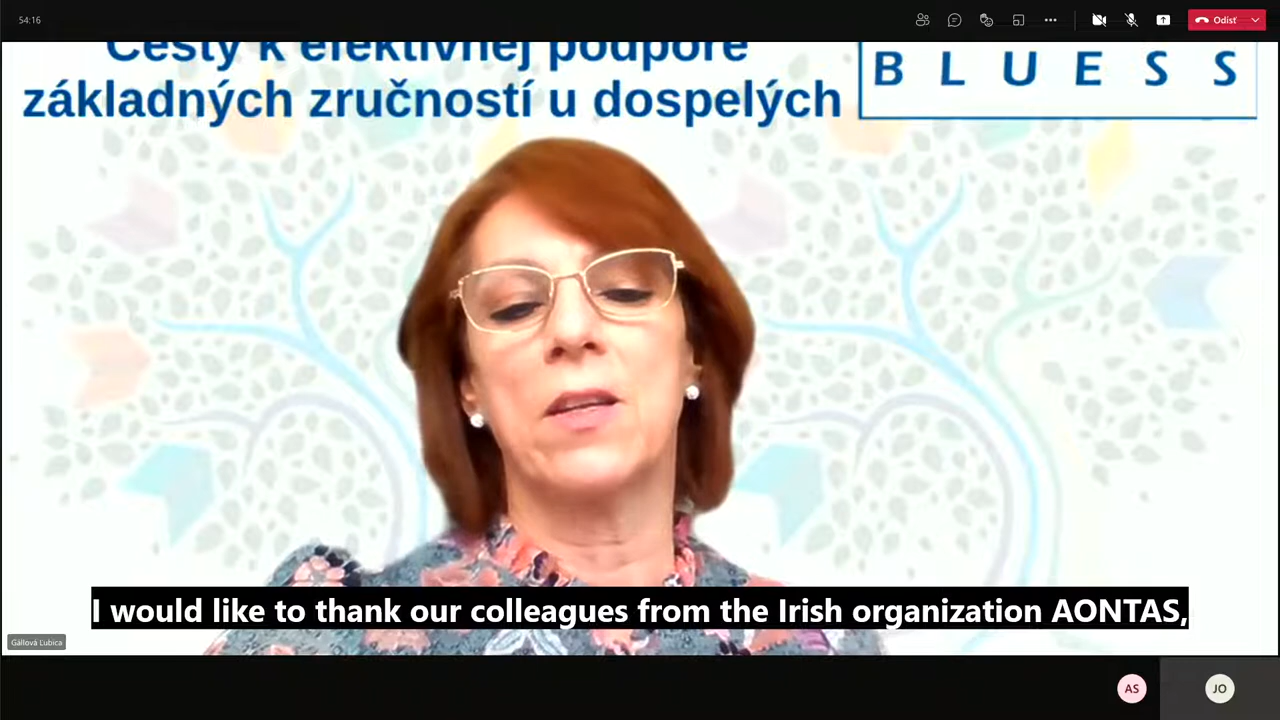 54:16
Odísť
Cesty k efektívnej podpore
základných zručností u dospelých
BLUESS
I would like to thank our colleagues from the Irish organization AONTAS,
Gállová Ľubica
AS
JO